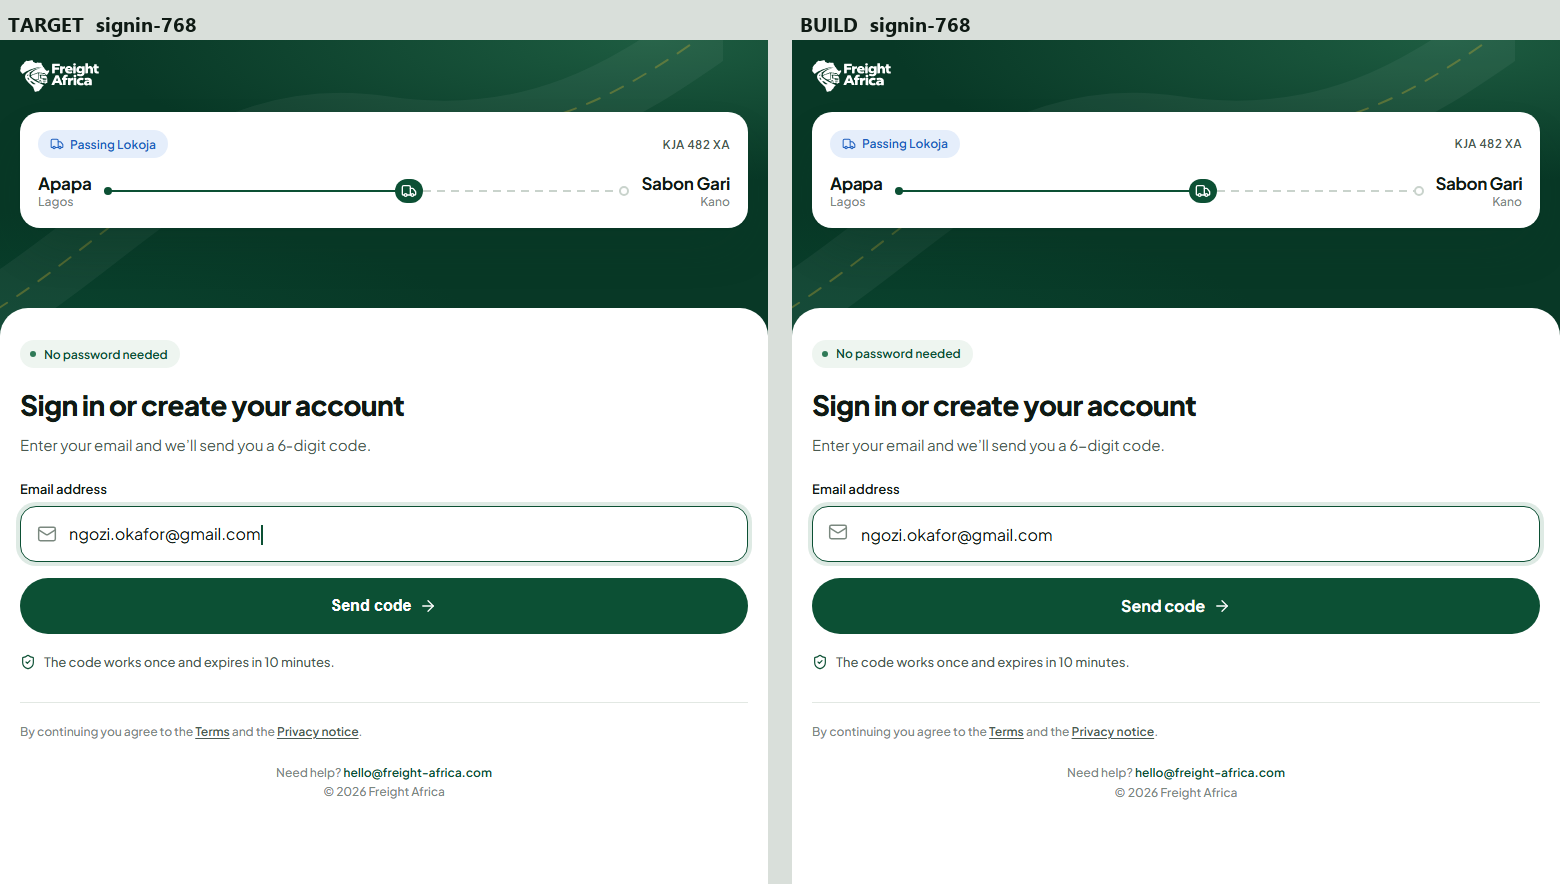 TARGET signin-768
Freight
Africa
Passing Lokoja
KJA 482 XA
Apapa
Sabon Gari
Lagos
Kano
No password needed
Sign in or create your account
Enter your email and we'll send you a 6-digit code.
Email address
ngozi.okafor@gmail.com
Send code
The code works once and expires in 10 minutes.
By continuing you agree to the Terms and the Privacy notice.
Need help? hello@freight-africa.com
© 2026 Freight Africa
BUILD signin-768
Freight
Africa
Passing Lokoja
KJA 482 XA
Apapa
Sabon Gari
Lagos
Kano
No password needed
Sign in or create your account
Enter your email and we'll send you a 6–digit code.
Email address
ngozi.okafor@gmail.com
Send code
The code works once and expires in 10 minutes.
By continuing you agree to the Terms and the Privacy notice.
Need help? hello@freight-africa.com
© 2026 Freight Africa